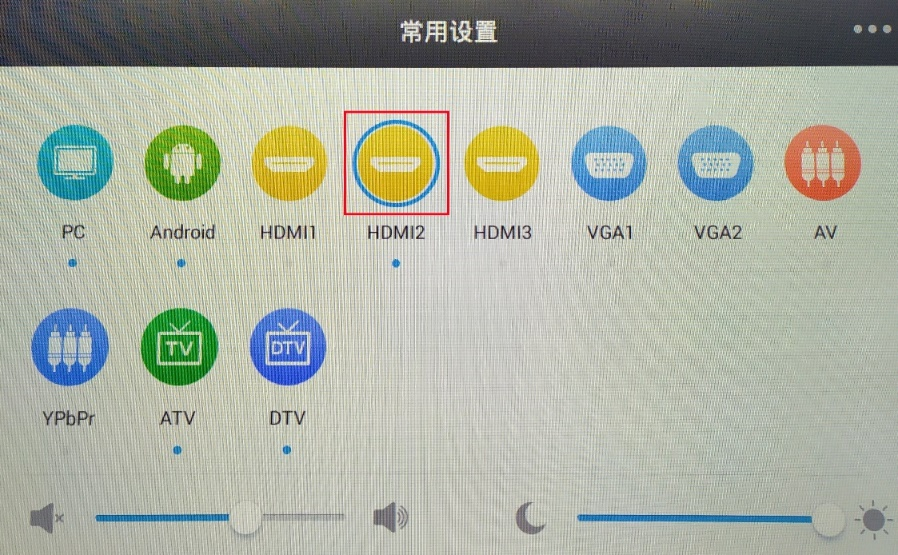 常用设置
PC Android HDMI1 HDMI2 HDMI3 VGA1 VGA2 AV
TV DTV
YPbPr ATV DTV